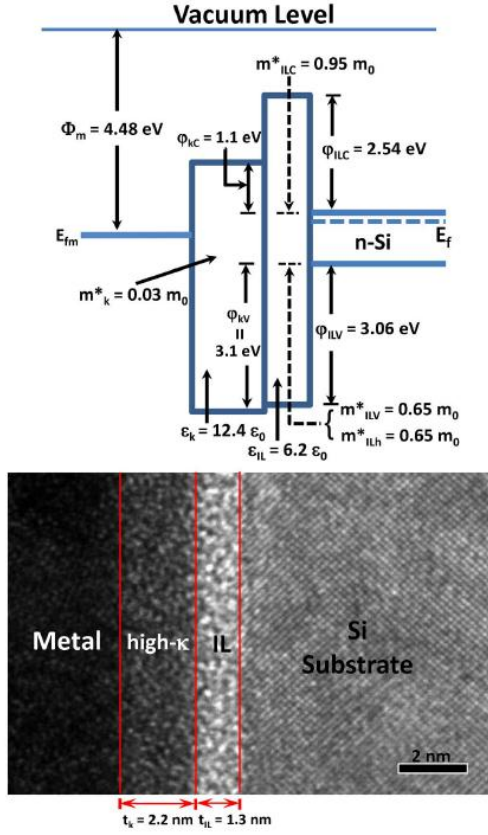 Vacuum Level
m*ILC = 0.95 m0
Φm = 4.48 eV
φkC = 1.1 eV
φILC = 2.54 eV
Efm
n-Si
Ef
m*k = 0.03 m0
φkV
=
3.1 eV
φILV = 3.06 eV
m*ILV = 0.65 m0
m*ILh = 0.65 m0
εk = 12.4 ε0
εIL = 6.2 ε0
Metal
high-κ
IL
Si
Substrate
2 nm
tk = 2.2 nm
tIL = 1.3 nm